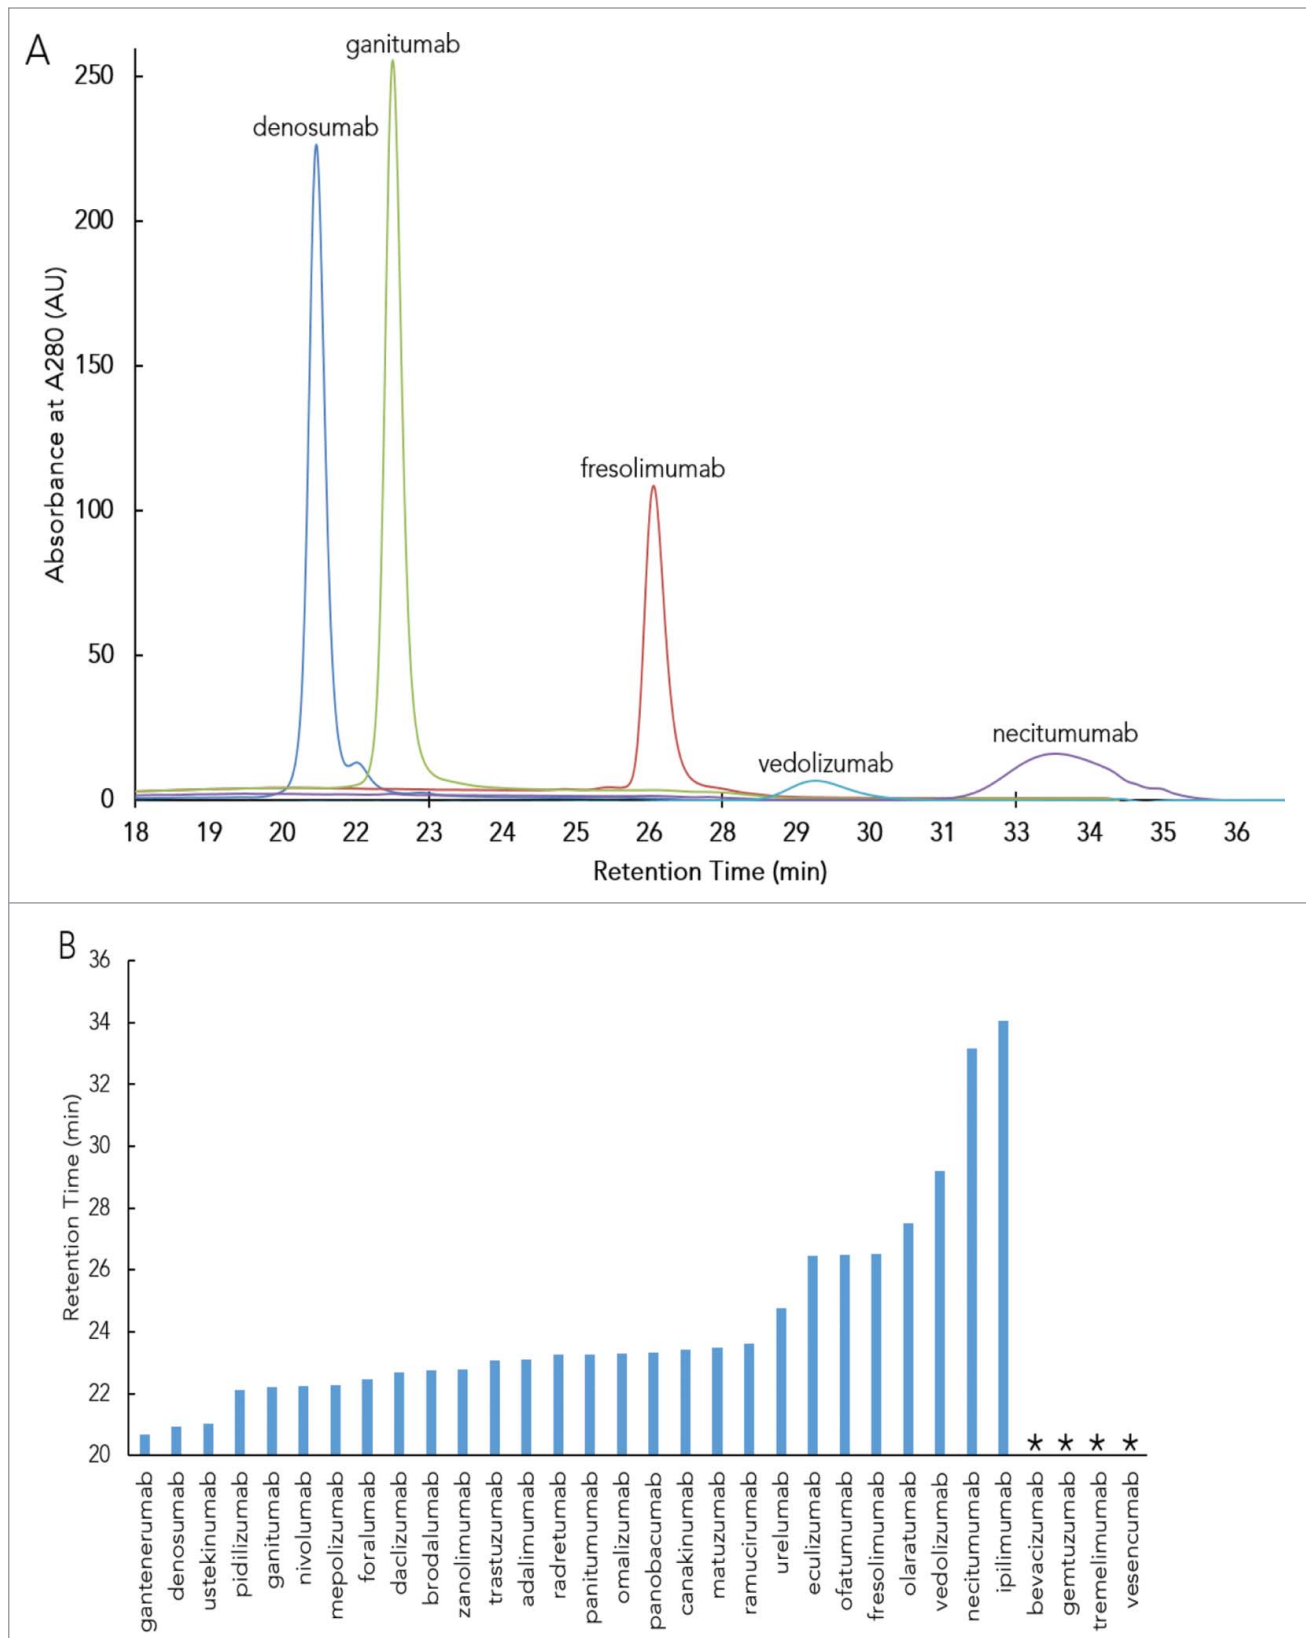 A
ganitumab
250
denosumab
200
150
fresolimumab
100
50
necitumumab
vedolizumab
0
Absorbance at A280 (AU)
18 19 20 22 23 24 25 26 28 29 30 31 33 34 35 36
Retention Time (min)
B
36
34
32
30
28
26
24
22
20
Retention Time (min)
* * * *
gantenerumab
denosumab
ustekinumab
pidilizumab
ganitumab
nivolumab
mepolizumab
foralumab
daclizumab
brodalumab
zanolimumab
trastuzumab
adalimumab
radretumab
panitumumab
omalizumab
panobacumab
canakinumab
matuzumab
ramucirumab
urelumab
eculizumab
ofatumumab
fresolimumab
olaratumab
vedolizumab
necitumumab
ipilimumab
bevacizumab
gemtuzumab
tremelimumab
vesencumab